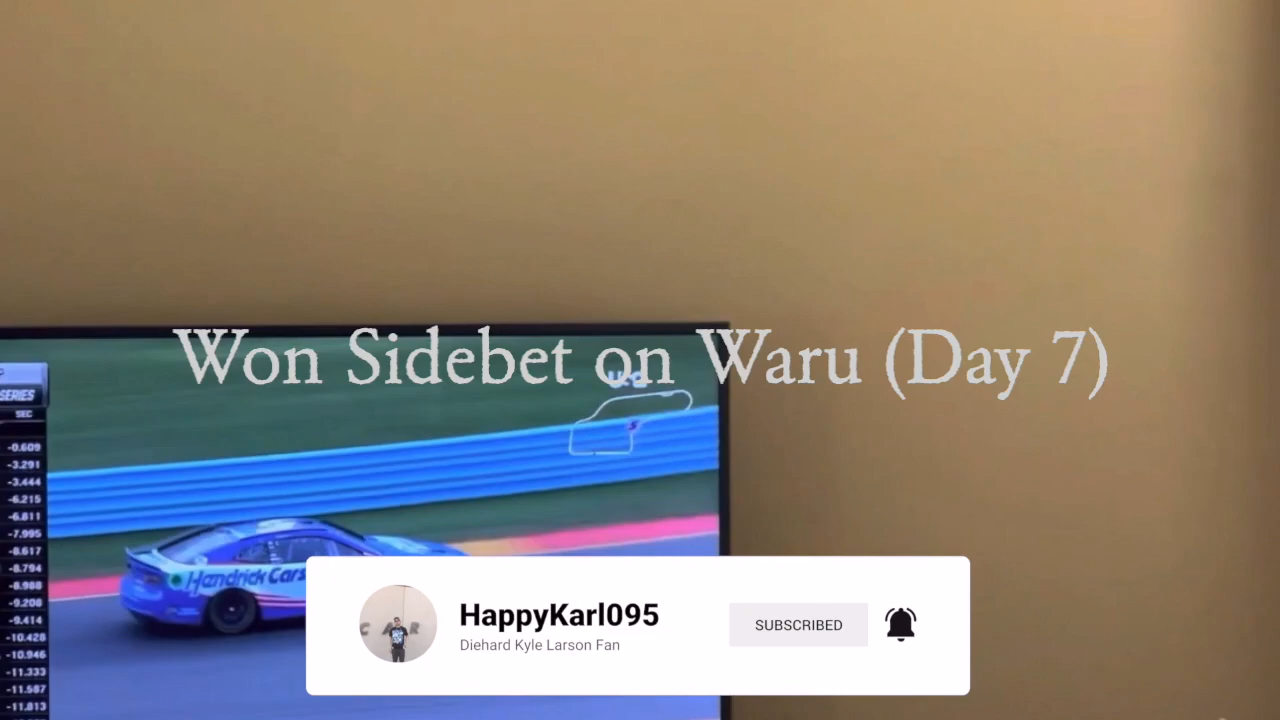 Won Sidebet on Waru (Day 7)
SERIES
SEC
-0.609
-3.291
-3.444
-6.215
-6.811
-7.995
-8.617
-8.794
-8.988
-9.208
-9.414
-10.428
-10.946
-11.333
-11.587
-11.813
Hendrick Cars
HappyKarl095
Diehard Kyle Larson Fan
SUBSCRIBED